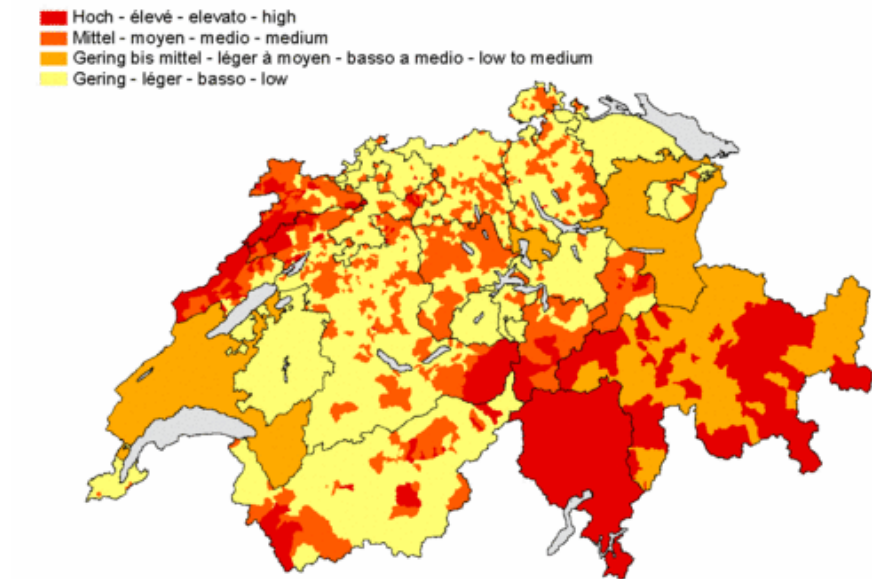 Hoch - élevé - elevato - high
Mittel - moyen - medio - medium
Gering bis mittel - léger à moyen - basso a medio - low to medium
Gering - léger - basso - low